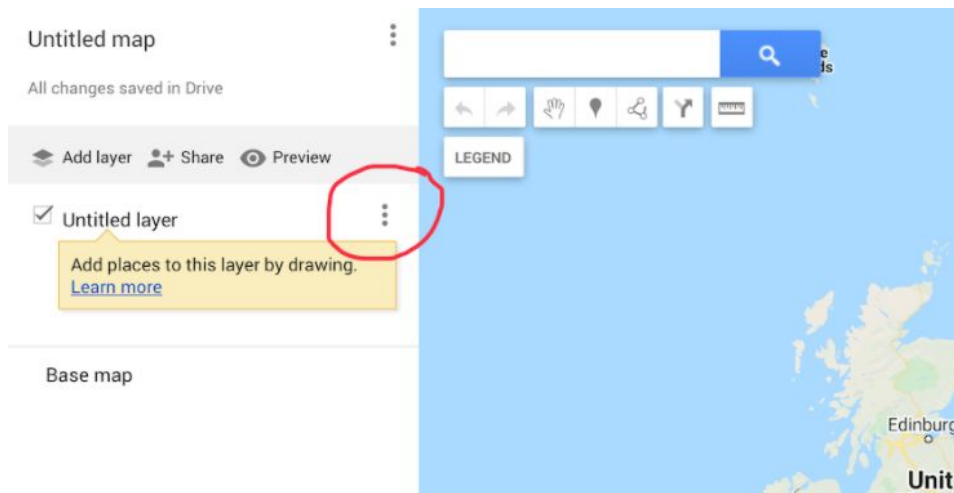 Untitled map
All changes saved in Drive
Add layer Share Preview
Untitled layer
Add places to this layer by drawing.
Learn more
Base map
LEGEND
Edinburg
Unit